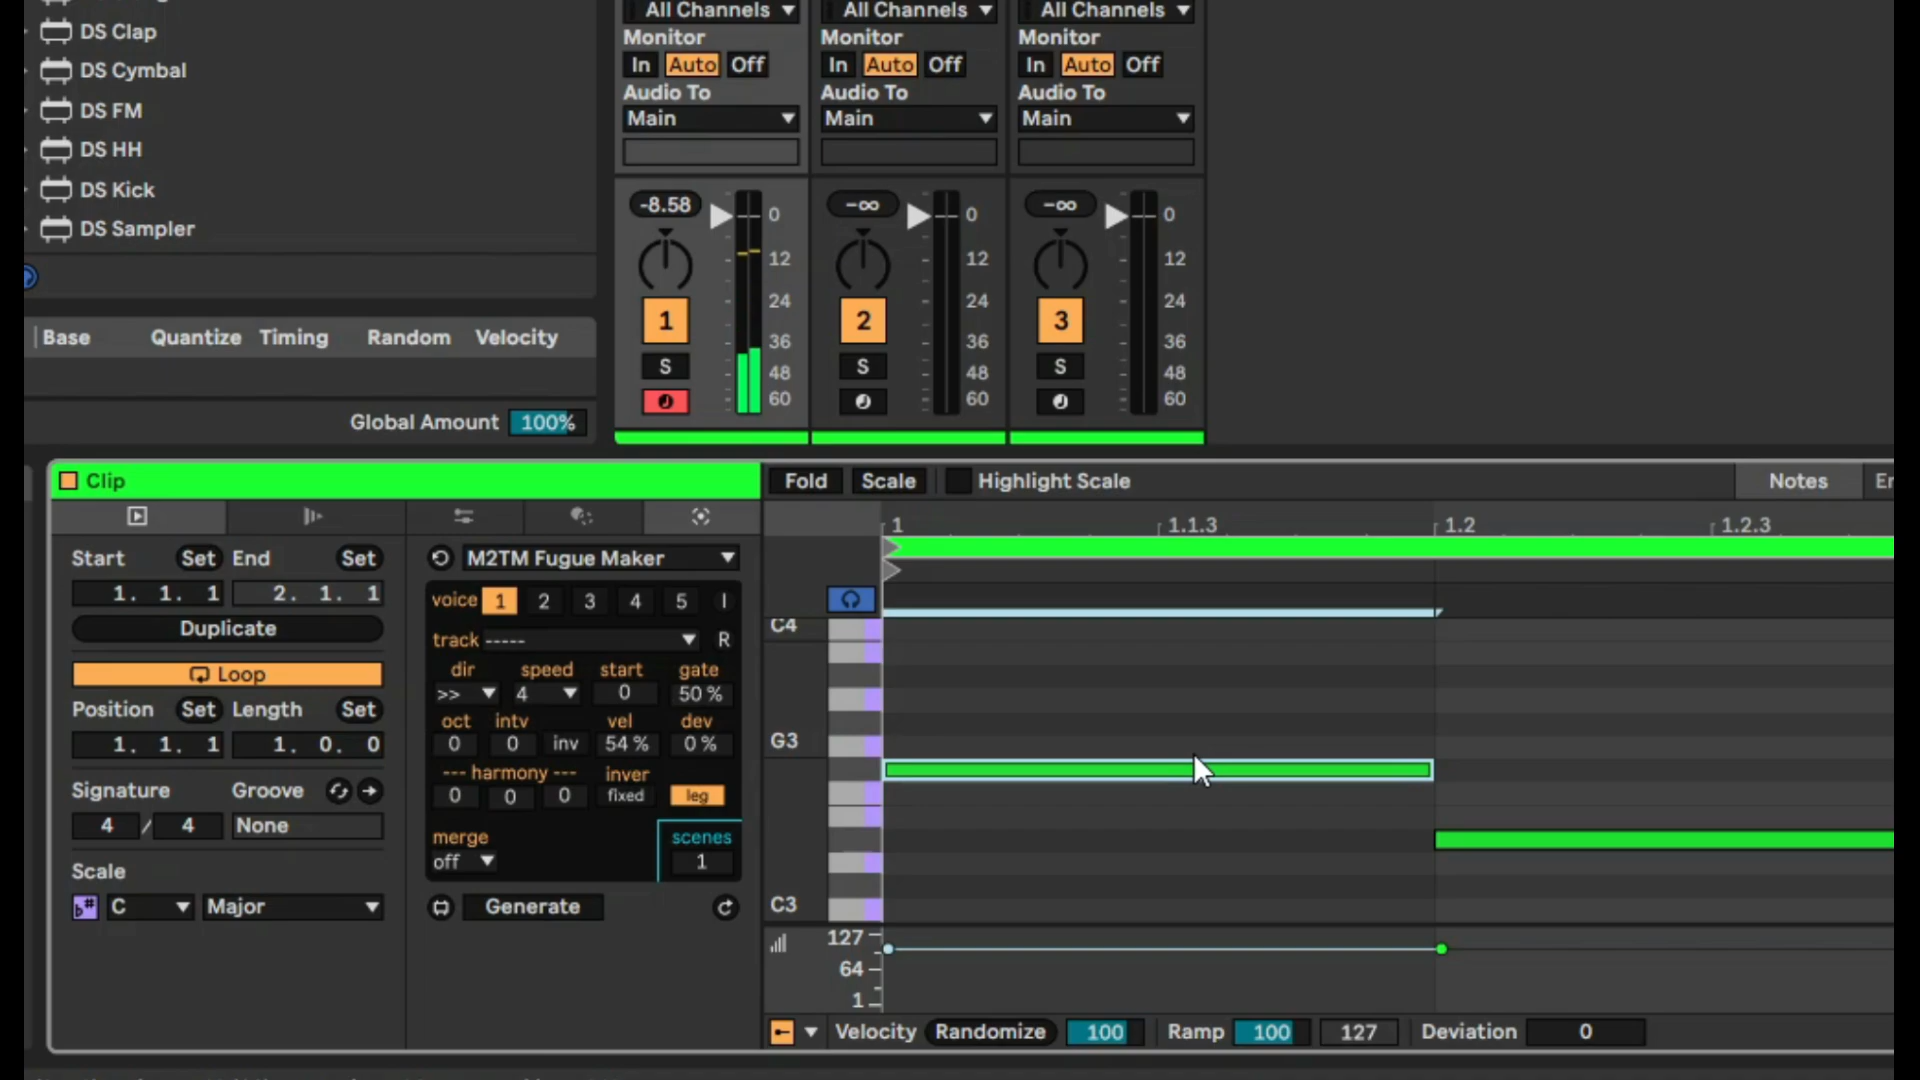 DS Clap
DS Cymbal
DS FM
DS HH
DS Kick
DS Sampler
Base Quantize Timing Random Velocity
Global Amount 100%
All Channels All Channels All Channels
Monitor Monitor Monitor
In Auto Off In Auto Off In Auto Off
Audio To Audio To Audio To
Main Main Main
-8.58 -∞ -∞
0 0 0
12 12 12
24 24 24
1 2 3
36 36 36
S S S
48 48 48
60 60 60
Clip
Start Set End Set
1. 1. 1 2. 1. 1
Duplicate
Loop
Position Set Length Set
1. 1. 1 1. 0. 0
Signature Groove
4 / 4 None
Scale
b# C Major
M2TM Fugue Maker
voice 1 2 3 4 5 I
track ----- R
dir speed start gate
>> 4 0 50 %
oct intv vel dev
0 0 inv 54 % 0 %
--- harmony --- inver
0 0 0 fixed leg
merge scenes
off 1
Generate
Fold Scale Highlight Scale Notes
1 1.1.3 1.2 1.2.3
C4
G3
C3
127
64
1
Velocity Randomize 100 Ramp 100 127 Deviation 0